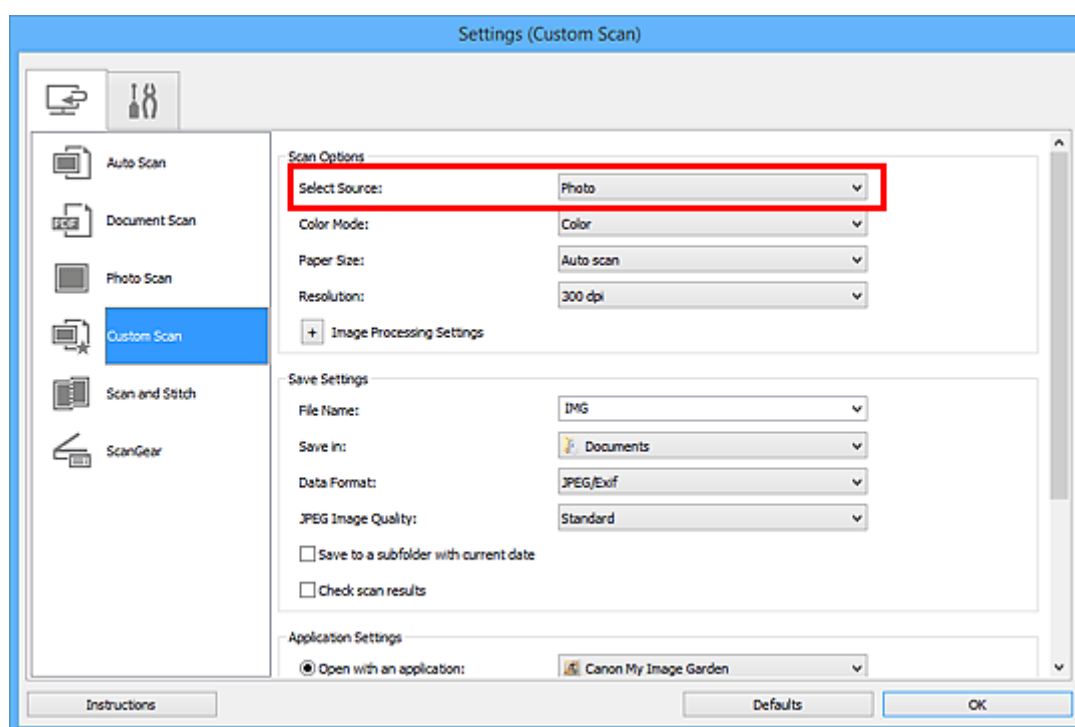 Settings (Custom Scan)
Auto Scan
Document Scan
Photo Scan
Custom Scan
Scan and Stitch
ScanGear
Scan Options
Select Source: Photo
Color Mode: Color
Paper Size: Auto scan
Resolution: 300 dpi
+ Image Processing Settings
Save Settings
File Name: IMG
Save in: Documents
Data Format: JPEG/Exif
JPEG Image Quality: Standard
Save to a subfolder with current date
Check scan results
Application Settings
Open with an application: Canon My Image Garden
Instructions Defaults OK